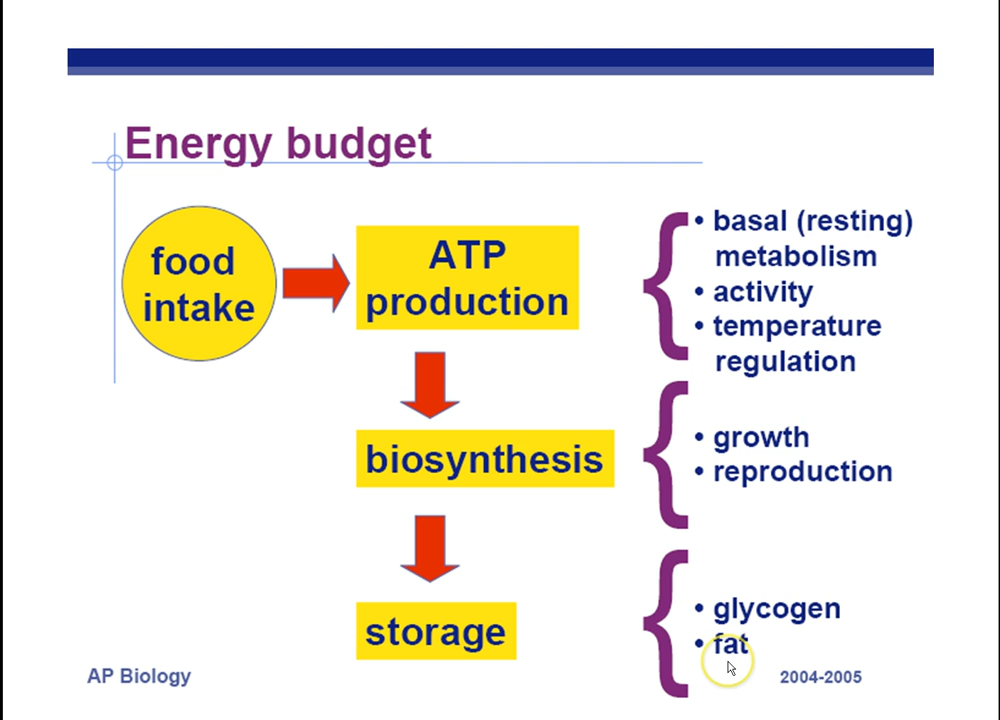 Energy budget
food
intake
ATP
production
• basal (resting)
metabolism
• activity
• temperature
regulation
biosynthesis
• growth
• reproduction
storage
• glycogen
• fat
AP Biology
2004-2005